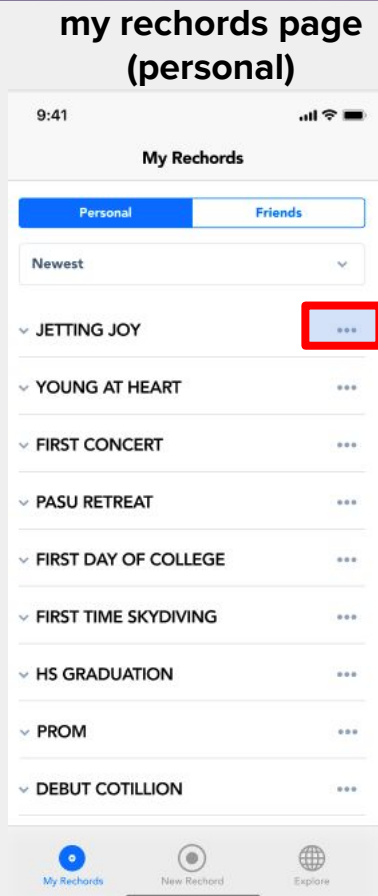 my rechords page
(personal)
9:41
My Rechords
Personal Friends
Newest
JETTING JOY
YOUNG AT HEART
FIRST CONCERT
PASU RETREAT
FIRST DAY OF COLLEGE
FIRST TIME SKYDIVING
HS GRADUATION
PROM
DEBUT COTILLION
My Rechords New Rechord Explore